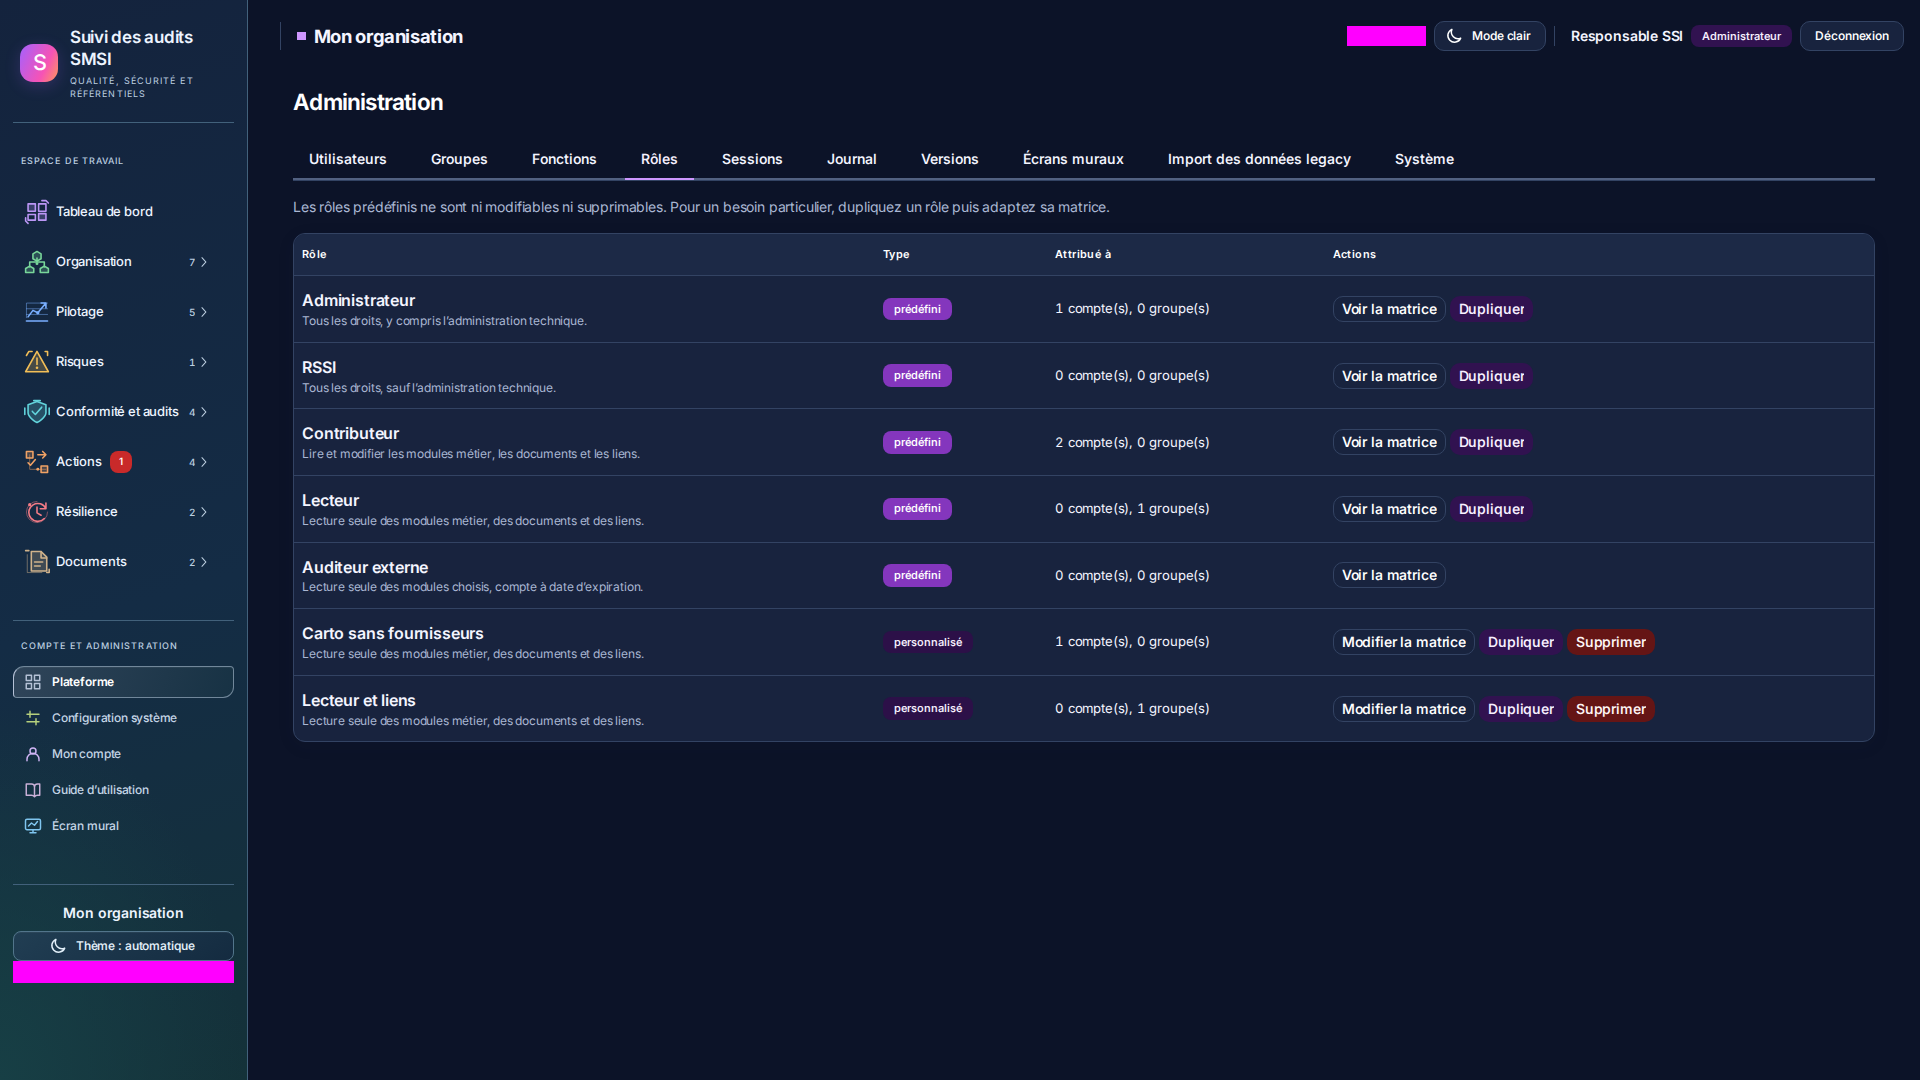 S
Suivi des audits
SMSI
QUALITÉ, SÉCURITÉ ET
RÉFÉRENTIELS
ESPACE DE TRAVAIL
Tableau de bord
Organisation 7
Pilotage 5
Risques 1
Conformité et audits 4
Actions 1 4
Résilience 2
Documents 2
COMPTE ET ADMINISTRATION
Plateforme
Configuration système
Mon compte
Guide d'utilisation
Écran mural
Mon organisation
Thème : automatique
Mon organisation
Mode clair
Responsable SSI
Administrateur
Déconnexion
Administration
Utilisateurs Groupes Fonctions Rôles Sessions Journal Versions Écrans muraux Import des données legacy Système
Les rôles prédéfinis ne sont ni modifiables ni supprimables. Pour un besoin particulier, dupliquez un rôle puis adaptez sa matrice.
Rôle Type Attribué à Actions
Administrateur
Tous les droits, y compris l'administration technique.
prédéfini 1 compte(s), 0 groupe(s) Voir la matrice Dupliquer
RSSI
Tous les droits, sauf l'administration technique.
prédéfini 0 compte(s), 0 groupe(s) Voir la matrice Dupliquer
Contributeur
Lire et modifier les modules métier, les documents et les liens.
prédéfini 2 compte(s), 0 groupe(s) Voir la matrice Dupliquer
Lecteur
Lecture seule des modules métier, des documents et des liens.
prédéfini 0 compte(s), 1 groupe(s) Voir la matrice Dupliquer
Auditeur externe
Lecture seule des modules choisis, compte à date d'expiration.
prédéfini 0 compte(s), 0 groupe(s) Voir la matrice
Carto sans fournisseurs
Lecture seule des modules métier, des documents et des liens.
personnalisé 1 compte(s), 0 groupe(s) Modifier la matrice Dupliquer Supprimer
Lecteur et liens
Lecture seule des modules métier, des documents et des liens.
personnalisé 0 compte(s), 1 groupe(s) Modifier la matrice Dupliquer Supprimer